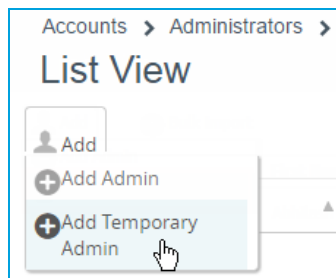 Accounts > Administrators >
List View
Add
Add Admin
Add Temporary
Admin